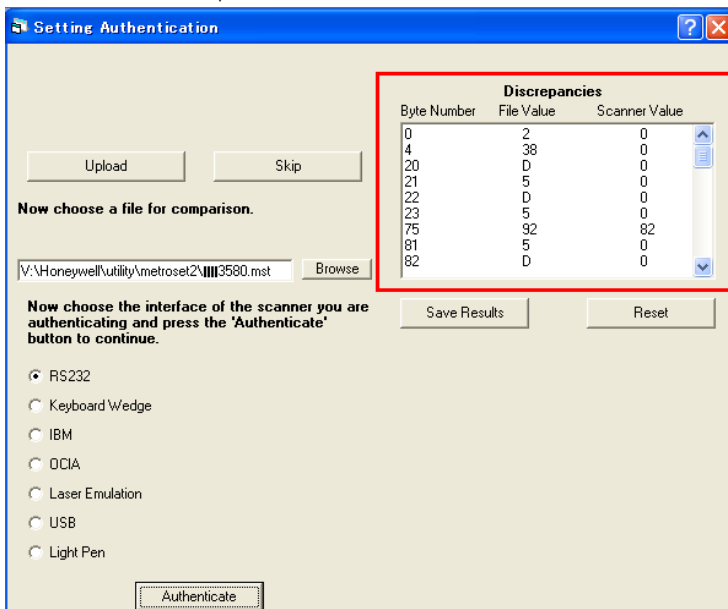 Setting Authentication
Discrepancies
Byte Number File Value Scanner Value
0 2 0
4 38 0
20 D 0
21 5 0
22 D 0
23 5 0
75 92 82
81 5 0
82 D 0
Upload Skip
Now choose a file for comparison.
V:\Honeywell\utility\metroset2\||||3580.mst Browse
Now choose the interface of the scanner you are
authenticating and press the 'Authenticate'
button to continue.
Save Results Reset
RS232
Keyboard Wedge
IBM
OCIA
Laser Emulation
USB
Light Pen
Authenticate